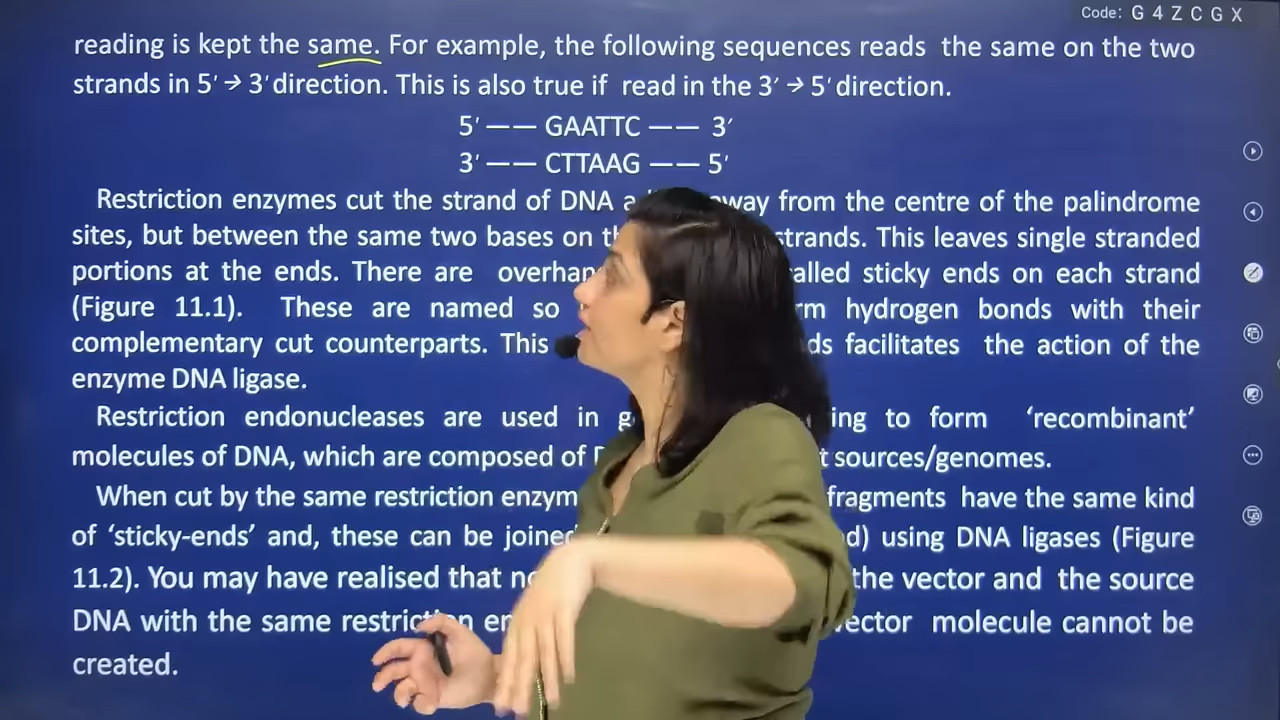 Code: G 4 Z C G X
reading is kept the same. For example, the following sequences reads the same on the two
strands in 5′ → 3′ direction. This is also true if read in the 3′ → 5′ direction.
5′ —— GAATTC —— 3′
3′ —— CTTAAG —— 5′
Restriction enzymes cut the strand of DNA a away from the centre of the palindrome
sites, but between the same two bases on strands. This leaves single stranded
portions at the ends. There are called sticky ends on each strand
(Figure 11.1). These are named so hydrogen bonds with their
complementary cut counterparts. This facilitates the action of the
enzyme DNA ligase.
Restriction endonucleases are used in to form ‘recombinant’
molecules of DNA, which are composed of sources/genomes.
When cut by the same restriction fragments have the same kind
of ‘sticky-ends’ and, these can be joined using DNA ligases (Figure
11.2). You may have realised that the vector and the source
DNA with the same restriction vector molecule cannot be
created.